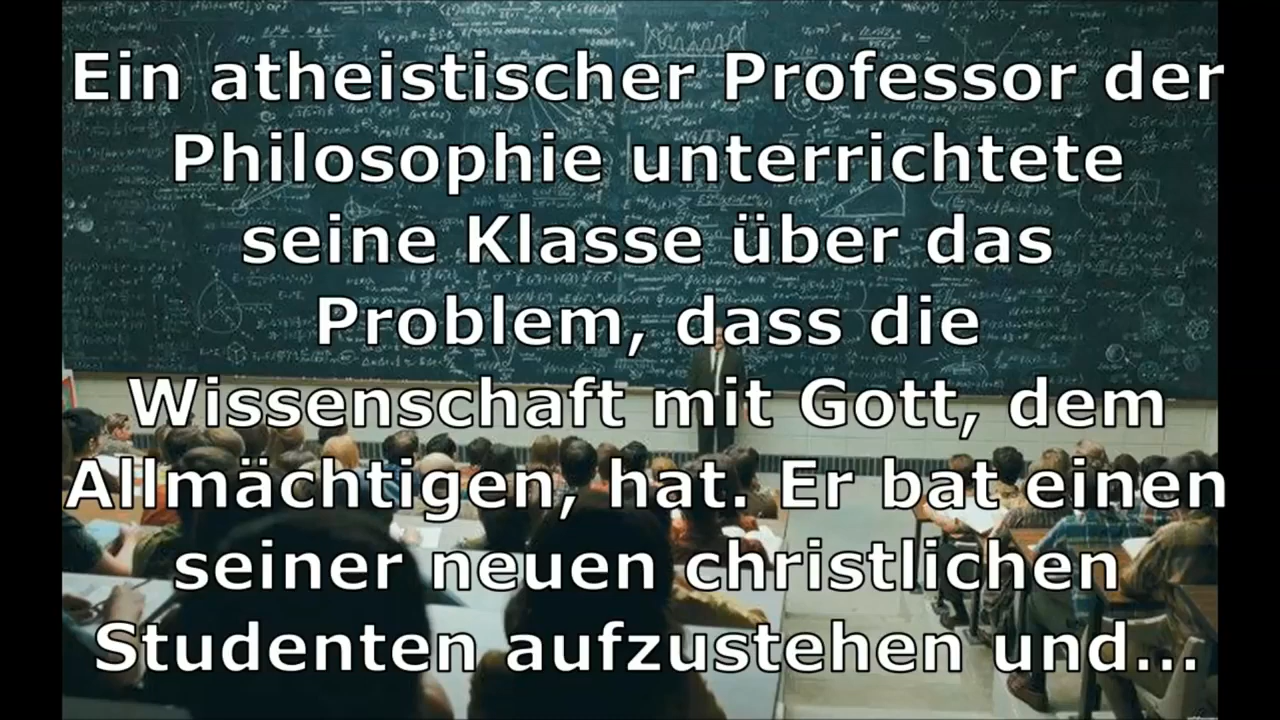 Ein atheistischer Professor der
Philosophie unterrichtete
seine Klasse über das
Problem, dass die
Wissenschaft mit Gott, dem
Allmächtigen, hat. Er bat einen
seiner neuen christlichen
Studenten aufzustehen und...